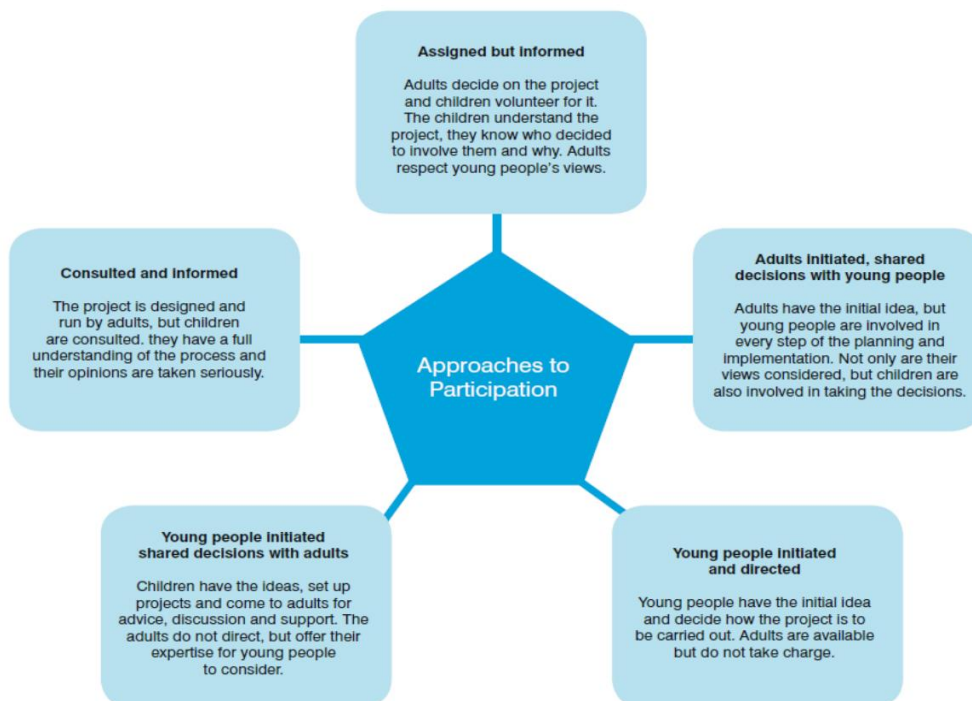 Assigned but informed
Adults decide on the project
and children volunteer for it.
The children understand the
project, they know who decided
to involve them and why. Adults
respect young people's views.
Consulted and informed
The project is designed and
run by adults, but children
are consulted. they have a full
understanding of the process and
their opinions are taken seriously.
Adults initiated, shared
decisions with young people
Adults have the initial idea, but
young people are involved in
every step of the planning and
implementation. Not only are their
views considered, but children are
also involved in taking the decisions.
Approaches to
Participation
Young people initiated
shared decisions with adults
Children have the ideas, set up
projects and come to adults for
advice, discussion and support. The
adults do not direct, but offer their
expertise for young people
to consider.
Young people initiated
and directed
Young people have the initial idea
and decide how the project is to
be carried out. Adults are available
but do not take charge.